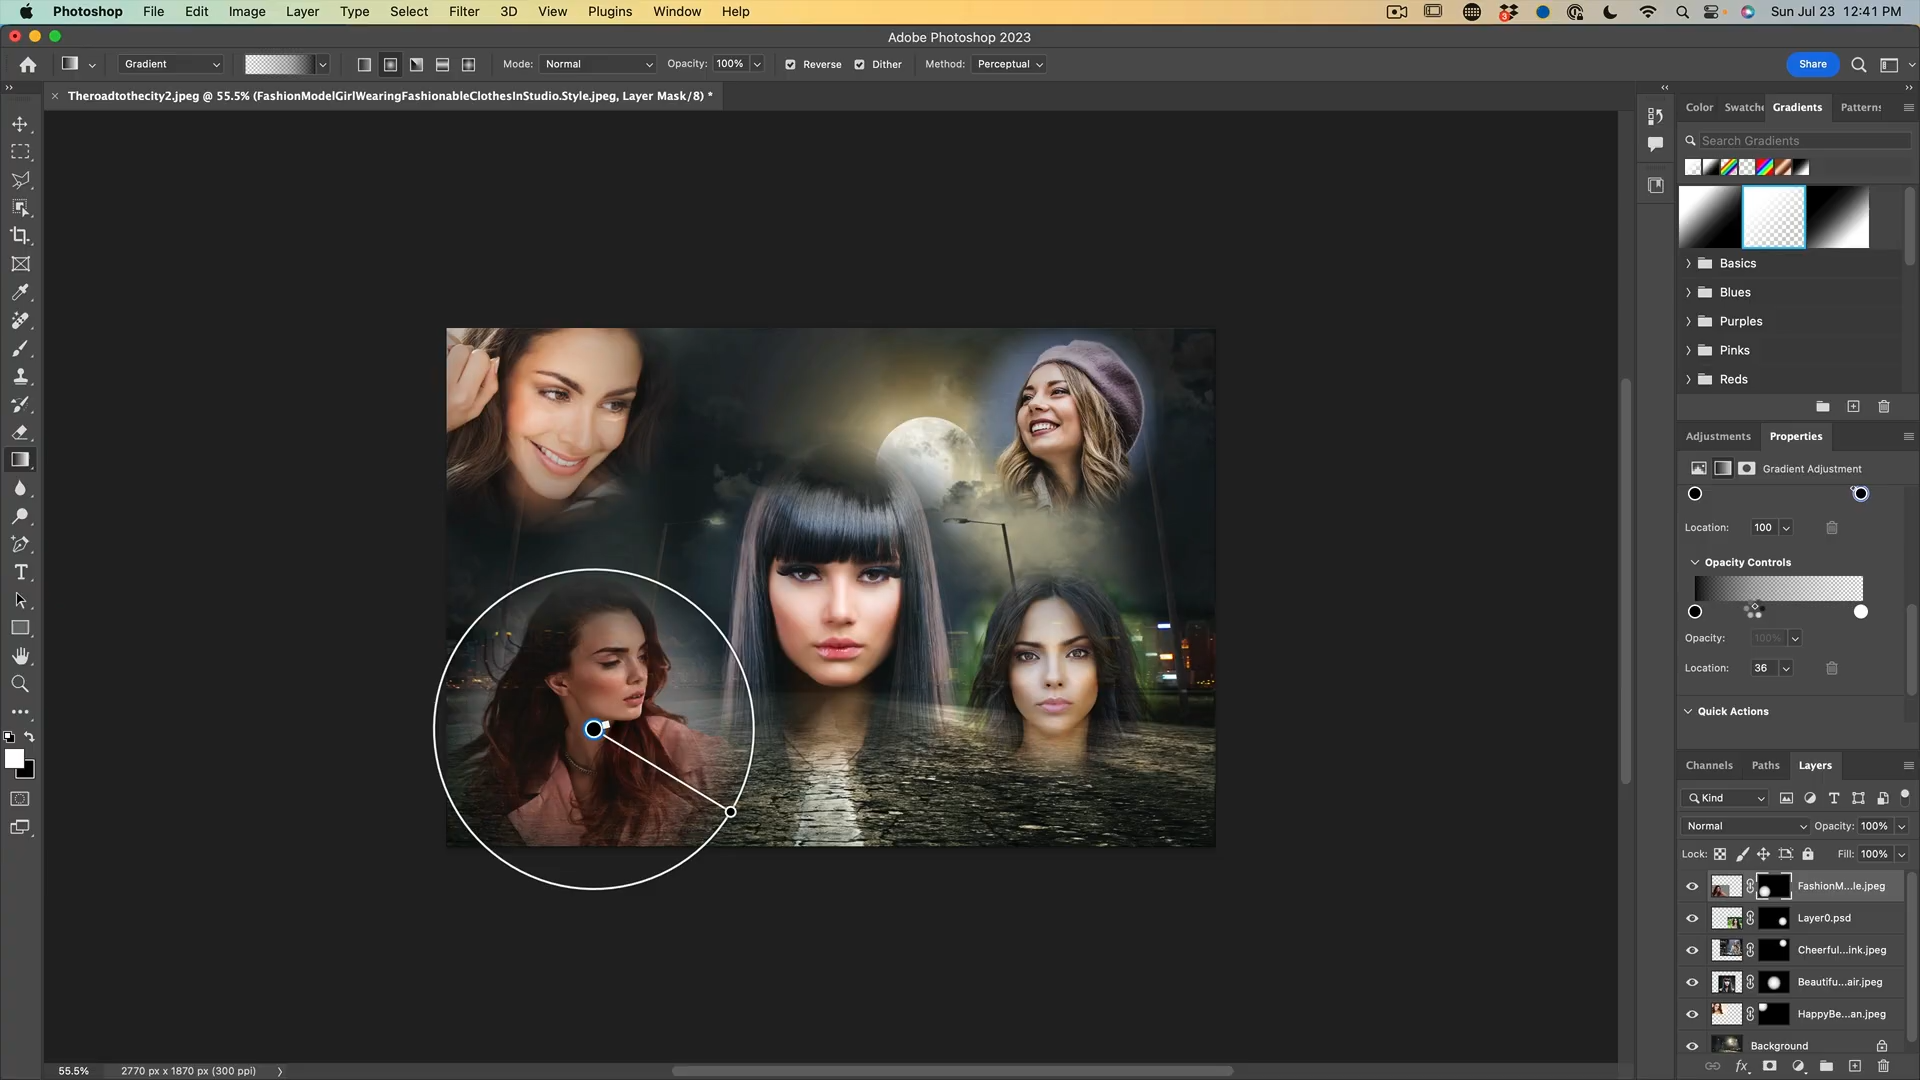 Photoshop File Edit Image Layer Type Select Filter 3D View Plugins Window Help
3
Sun Jul 23 12:41 PM
Adobe Photoshop 2023
Gradient
Mode: Normal
Opacity: 100%
Reverse
Dither
Method: Perceptual
Share
Theroadtothecity2.jpeg @ 55.5% (FashionModelGirlWearingFashionableClothesInStudio.Style.jpeg, Layer Mask/8) *
Color Swatche Gradients Patterns
Search Gradients
Basics
Blues
Purples
Pinks
Reds
Adjustments Properties
Gradient Adjustment
Location: 100
Opacity Controls
Opacity: 100%
Location: 36
Quick Actions
Channels Paths Layers
Kind
Normal Opacity: 100%
Lock: Fill: 100%
FashionM...le.jpeg
Layer0.psd
Cheerful...ink.jpeg
Beautifu...air.jpeg
HappyBe...an.jpeg
Background
fx
55.5% 2770 px x 1870 px (300 ppi)